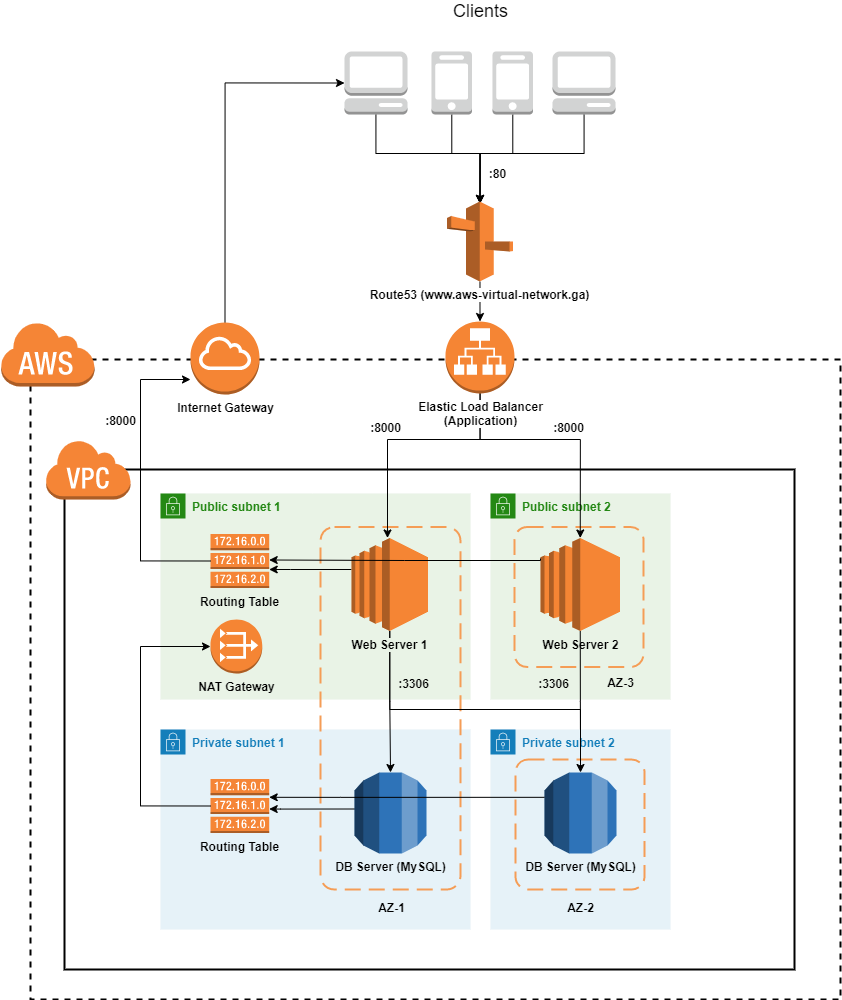 Clients
:80
Route53 (www.aws-virtual-network.ga)
AWS
Internet Gateway
Elastic Load Balancer
(Application)
:8000
:8000
:8000
VPC
Public subnet 1
Public subnet 2
172.16.0.0
172.16.1.0
172.16.2.0
Routing Table
Web Server 1
Web Server 2
NAT Gateway
:3306
:3306
AZ-3
Private subnet 1
Private subnet 2
172.16.0.0
172.16.1.0
172.16.2.0
Routing Table
DB Server (MySQL)
DB Server (MySQL)
AZ-1
AZ-2